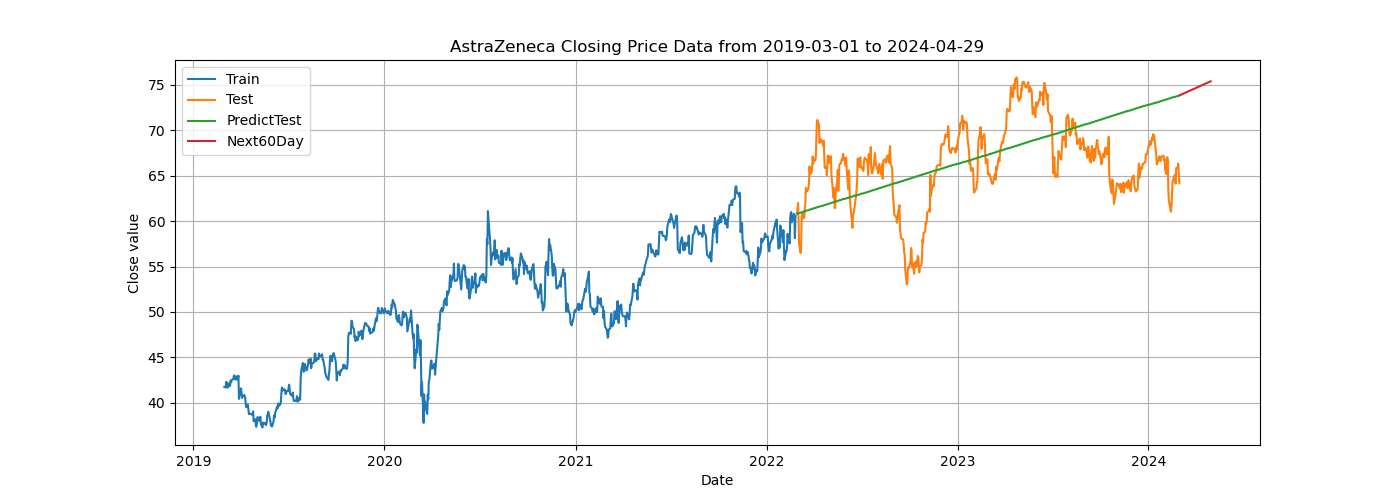 AstraZeneca Closing Price Data from 2019-03-01 to 2024-04-29
Train
Test
PredictTest
Next60Day
Close value
75
70
65
60
55
50
45
40
2019
2020
2021
2022
2023
2024
Date